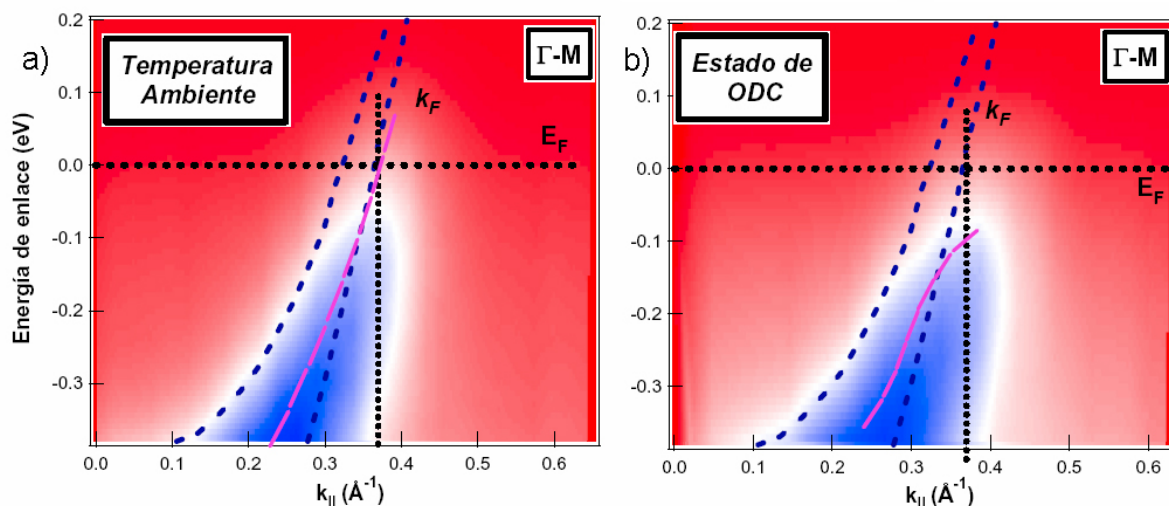 a)
Temperatura
Ambiente
Γ-M
k_F
E_F
Energía de enlace (eV)
0.2
0.1
0.0
-0.1
-0.2
-0.3
0.0 0.1 0.2 0.3 0.4 0.5 0.6
k_|| (Å⁻¹)
b)
Estado de
ODC
Γ-M
k_F
E_F
0.2
0.1
0.0
-0.1
-0.2
-0.3
0.0 0.1 0.2 0.3 0.4 0.5 0.6
k_|| (Å⁻¹)